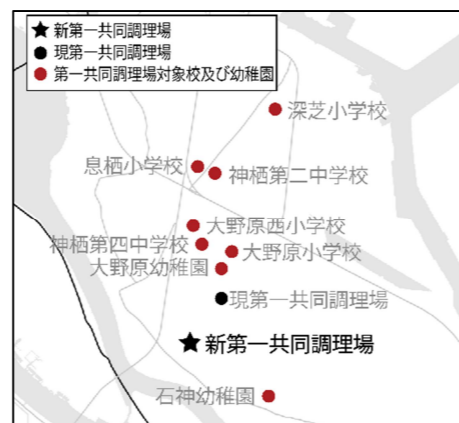 ★ 新第一共同調理場
● 現第一共同調理場
● 第一共同調理場対象校及び幼稚園
深芝小学校
息栖小学校
神栖第二中学校
大野原西小学校
神栖第四中学校
大野原小学校
大野原幼稚園
現第一共同調理場
新第一共同調理場
石神幼稚園